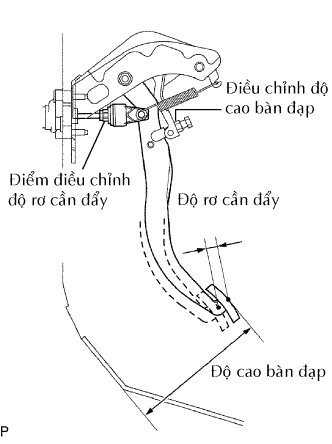 Điều chỉnh độ
cao bàn đạp
Điểm điều chỉnh
độ rơ cần đẩy
Độ rơ cần đẩy
Độ cao bàn đạp
P